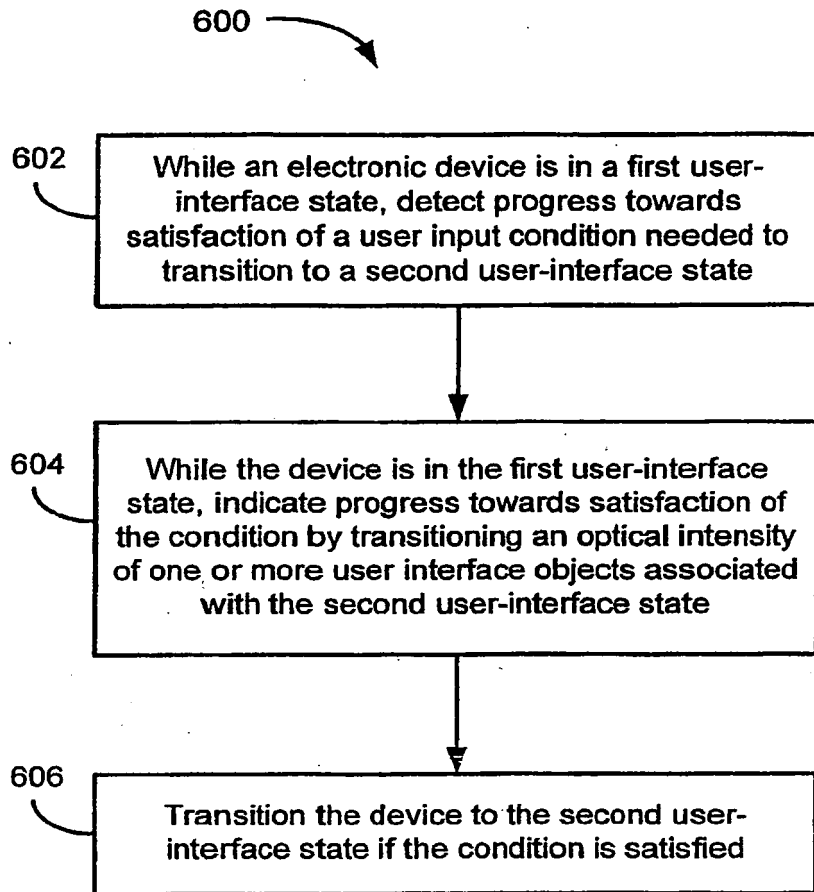 600
602
While an electronic device is in a first user-
interface state, detect progress towards
satisfaction of a user input condition needed to
transition to a second user-interface state
604
While the device is in the first user-interface
state, indicate progress towards satisfaction of
the condition by transitioning an optical intensity
of one or more user interface objects associated
with the second user-interface state
606
Transition the device to the second user-
interface state if the condition is satisfied